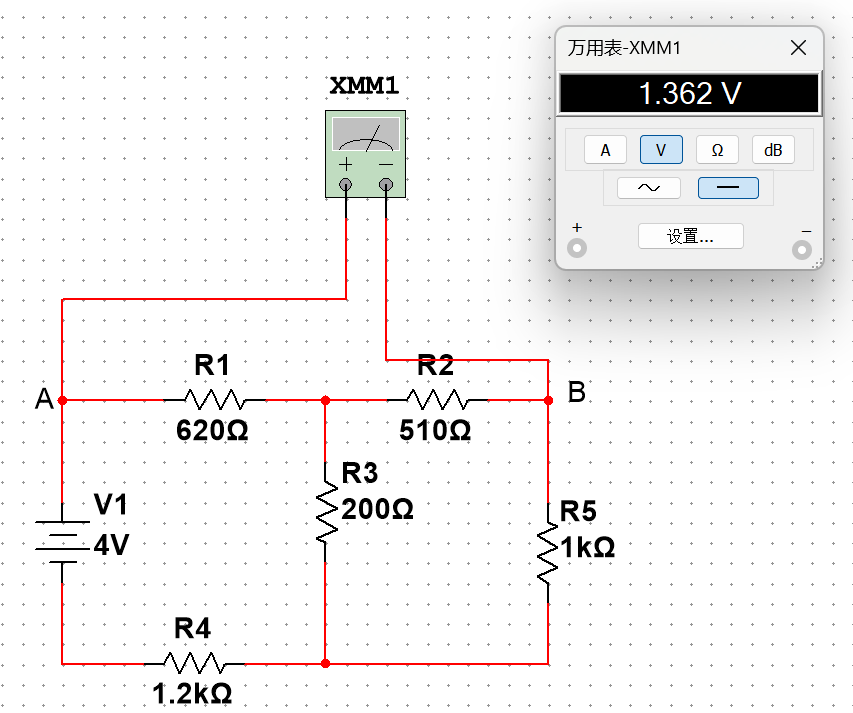 XMM1
万用表-XMM1
1.362 V
A
V
Ω
dB
+
−
设置...
+
−
R1
R2
A
B
620Ω
510Ω
R3
200Ω
V1
4V
R5
1kΩ
R4
1.2kΩ